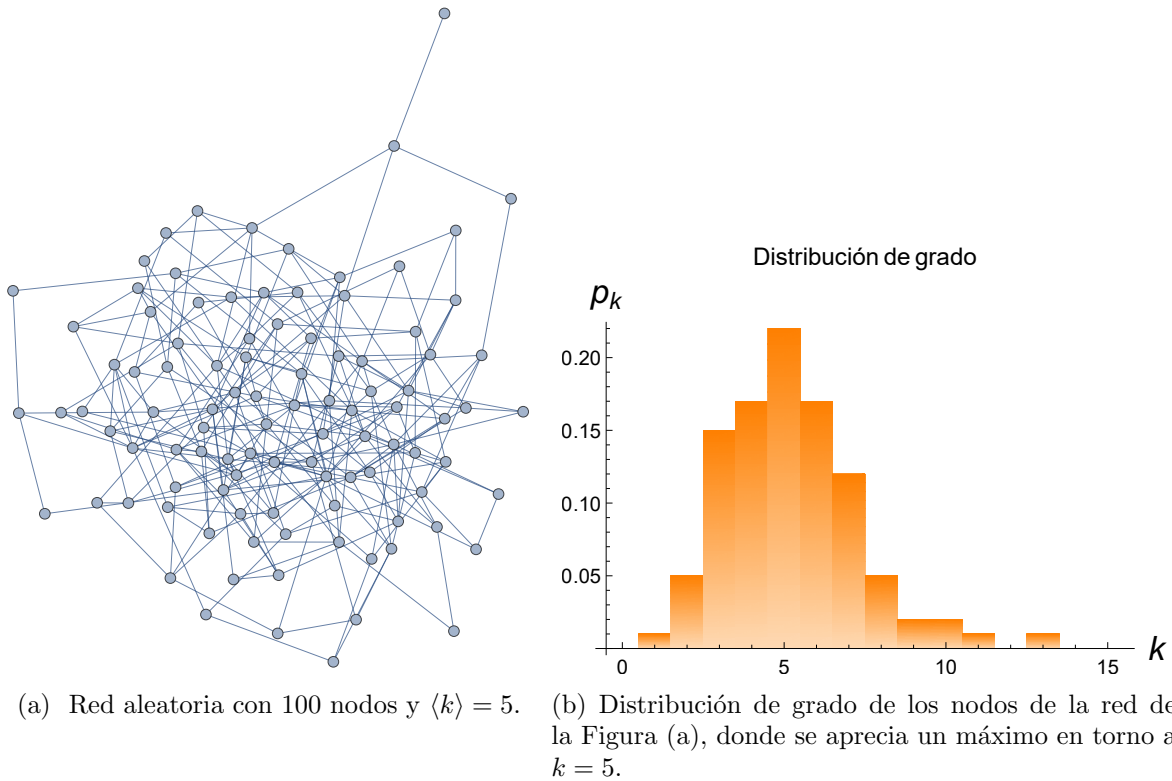 Distribución de grado
p_k
0.20
0.15
0.10
0.05
0 5 10 15 k
(a) Red aleatoria con 100 nodos y ⟨k⟩ = 5.
(b) Distribución de grado de los nodos de la red de
la Figura (a), donde se aprecia un máximo en torno a
k = 5.